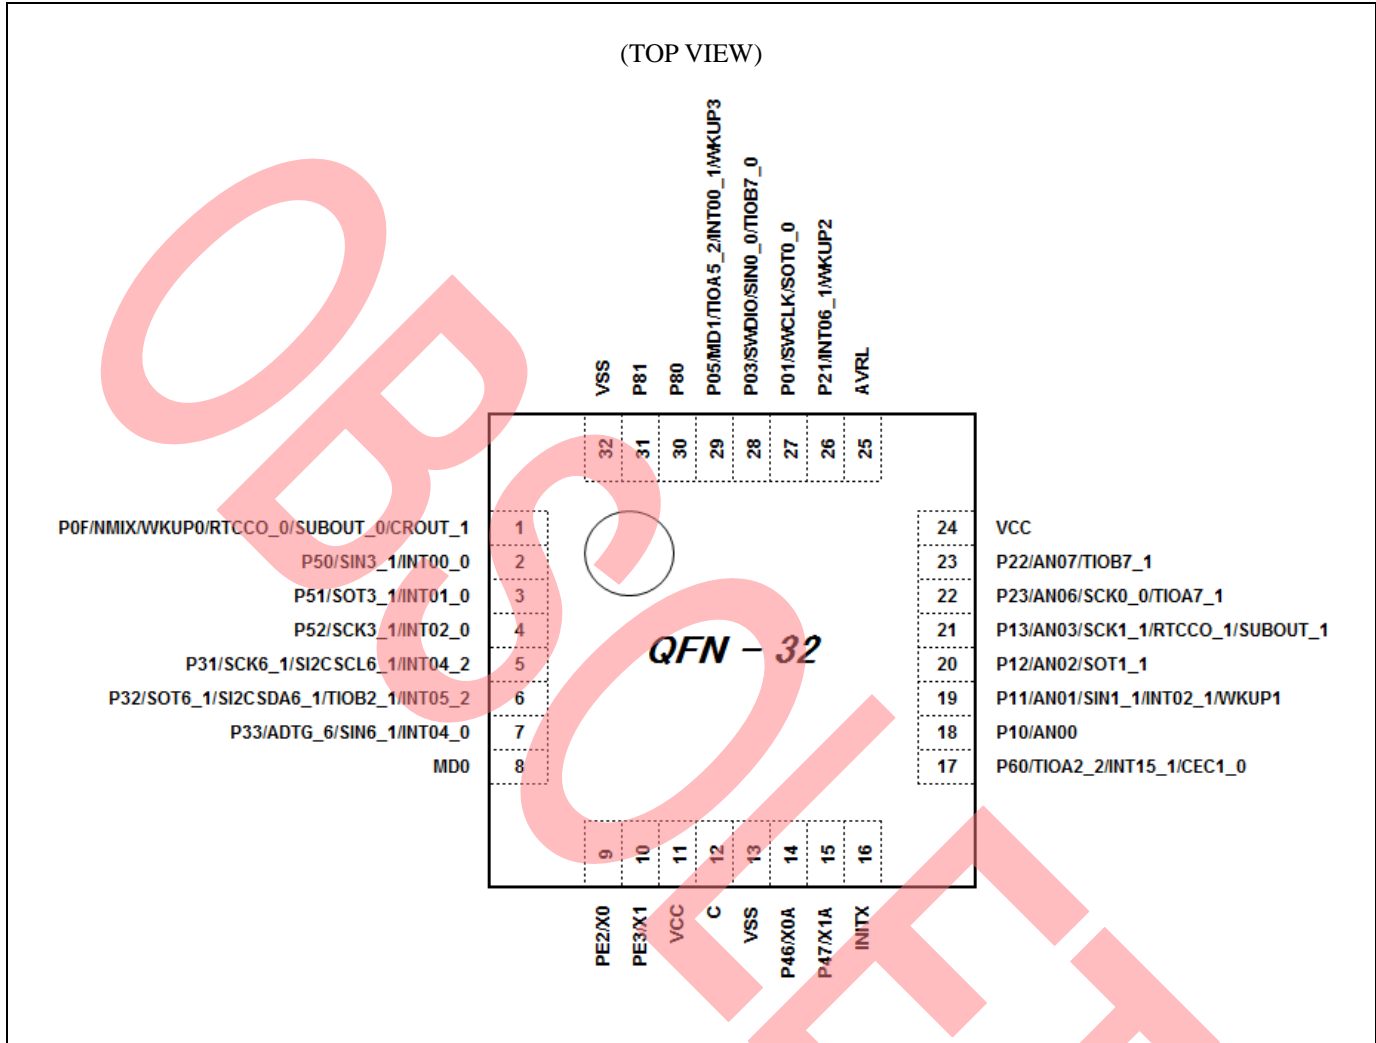 (TOP VIEW)
VSS
P81
P80
P05/MD1/TIOA5_2/INT00_1/WKUP3
P03/SWDIO/SIN0_0/TIOB7_0
P01/SWCLK/SOT0_0
P21/INT06_1/WKUP2
AVRL
32
31
30
29
28
27
26
25
P0F/NMIX/WKUP0/RTCCO_0/SUBOUT_0/CROUT_1
1
P50/SIN3_1/INT00_0
2
P51/SOT3_1/INT01_0
3
P52/SCK3_1/INT02_0
4
P31/SCK6_1/SI2CSCL6_1/INT04_2
5
P32/SOT6_1/SI2CSDA6_1/TIOB2_1/INT05_2
6
P33/ADTG_6/SIN6_1/INT04_0
7
MD0
8
QFN - 32
24
VCC
23
P22/AN07/TIOB7_1
22
P23/AN06/SCK0_0/TIOA7_1
21
P13/AN03/SCK1_1/RTCCO_1/SUBOUT_1
20
P12/AN02/SOT1_1
19
P11/AN01/SIN1_1/INT02_1/WKUP1
18
P10/AN00
17
P60/TIOA2_2/INT15_1/CEC1_0
9
10
11
12
13
14
15
16
PE2/X0
PE3/X1
VCC
C
VSS
P46/X0A
P47/X1A
INITX
OBSOLET